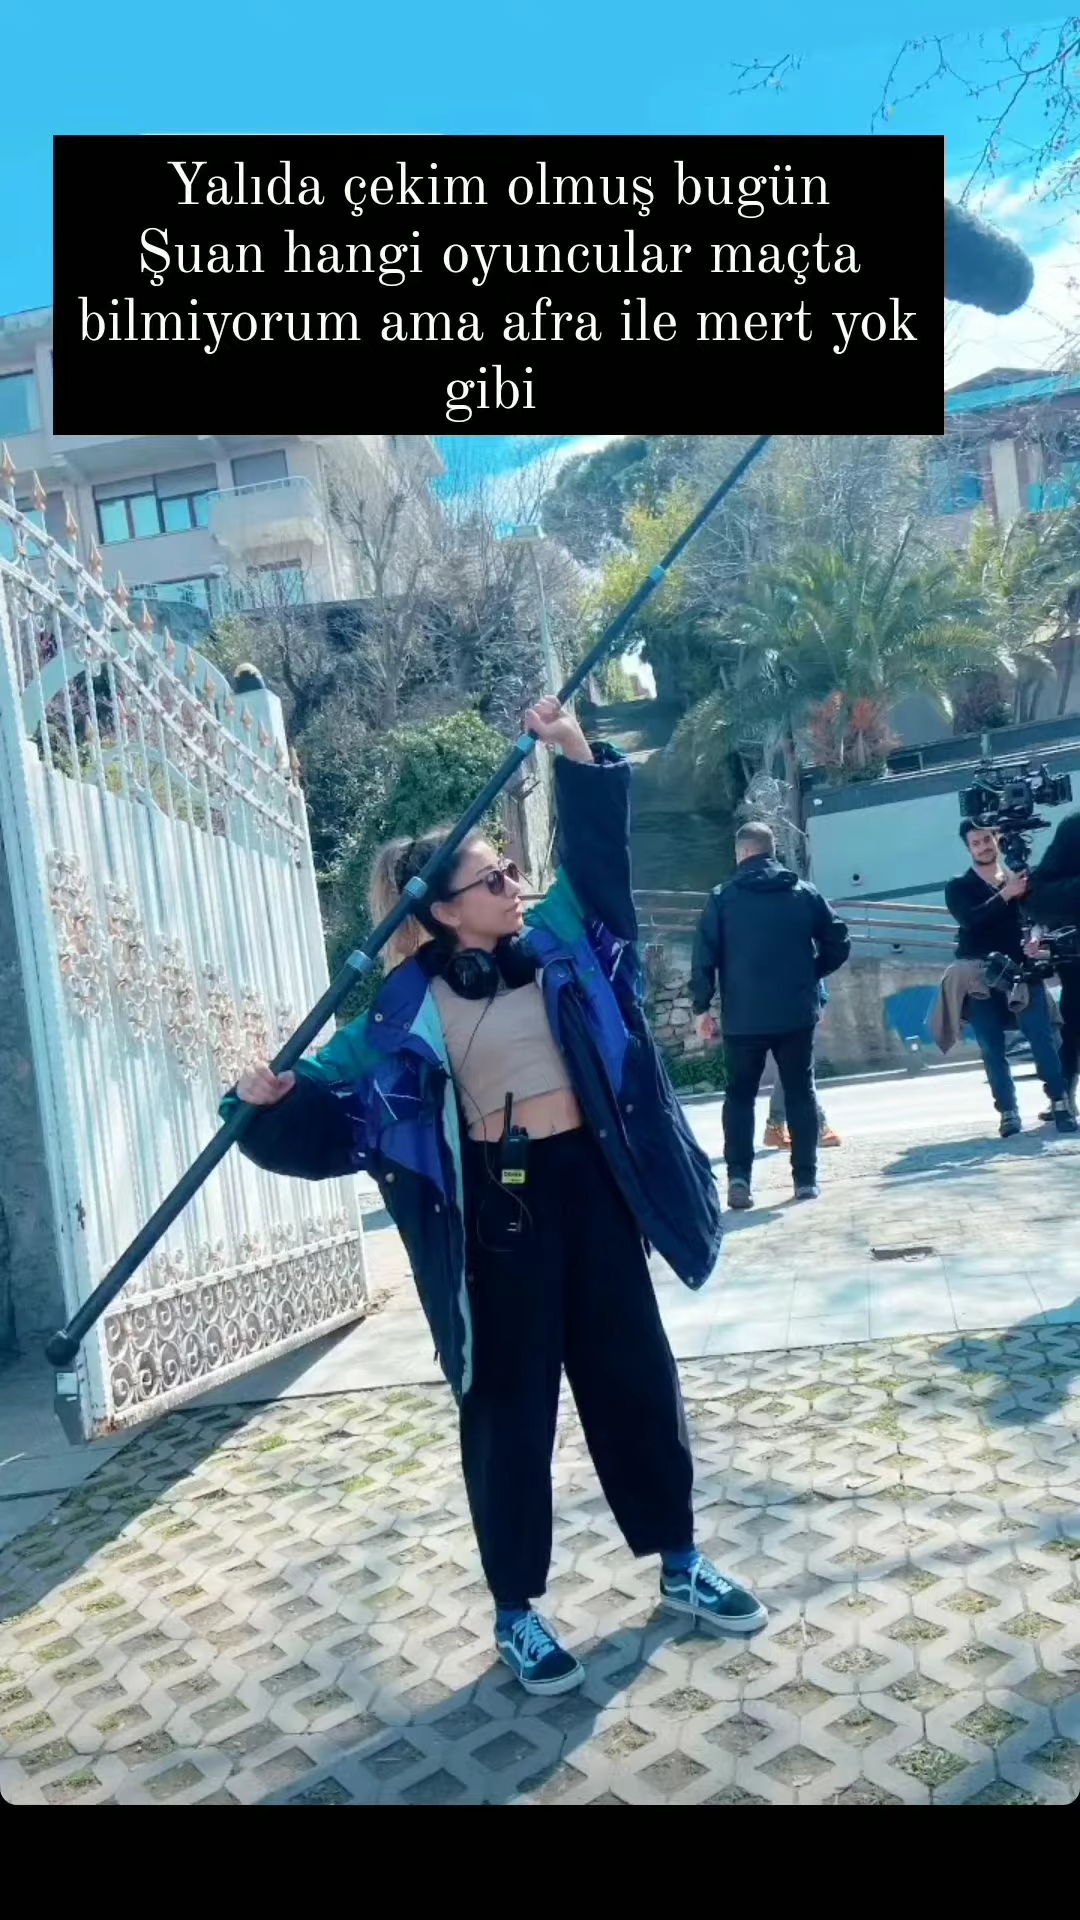 Yalıda çekim olmuş bugün
Şuan hangi oyuncular maçta
bilmiyorum ama afra ile mert yok
gibi